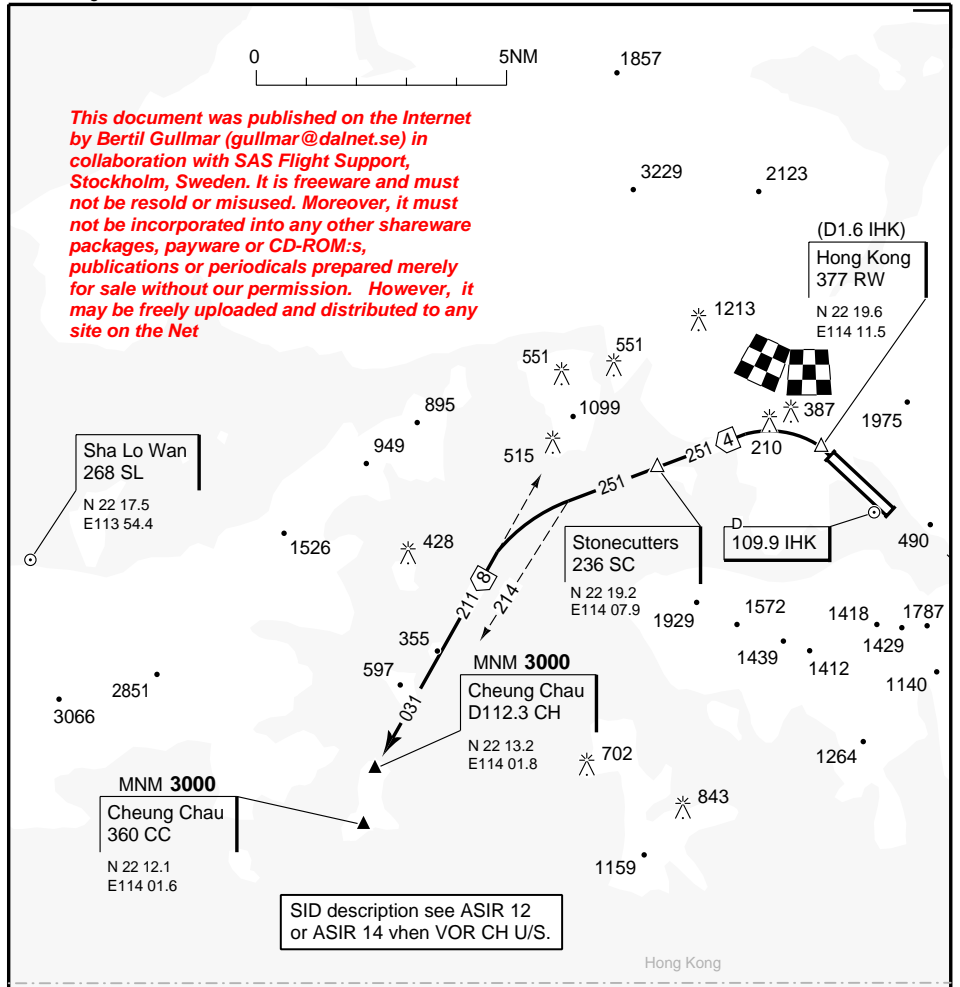 0
5NM
1857
This document was published on the Internet
by Bertil Gullmar (gullmar@dalnet.se) in
collaboration with SAS Flight Support,
Stockholm, Sweden. It is freeware and must
not be resold or misused. Moreover, it must
not be incorporated into any other shareware
packages, payware or CD-ROM:s,
publications or periodicals prepared merely
for sale without our permission. However, it
may be freely uploaded and distributed to any
site on the Net
3229
2123
(D1.6 IHK)
Hong Kong
377 RW
N 22 19.6
E114 11.5
1213
551
551
387
1975
895
1099
949
515
210
4
251
251
Sha Lo Wan
268 SL
N 22 17.5
E113 54.4
1526
428
D
109.9 IHK
490
Stonecutters
236 SC
N 22 19.2
E114 07.9
8
211
214
1929
1572
1418
1787
1429
1439
1412
1140
355
597
031
2851
3066
MNM 3000
Cheung Chau
D112.3 CH
N 22 13.2
E114 01.8
702
1264
843
MNM 3000
Cheung Chau
360 CC
N 22 12.1
E114 01.6
1159
SID description see ASIR 12
or ASIR 14 vhen VOR CH U/S.
Hong Kong